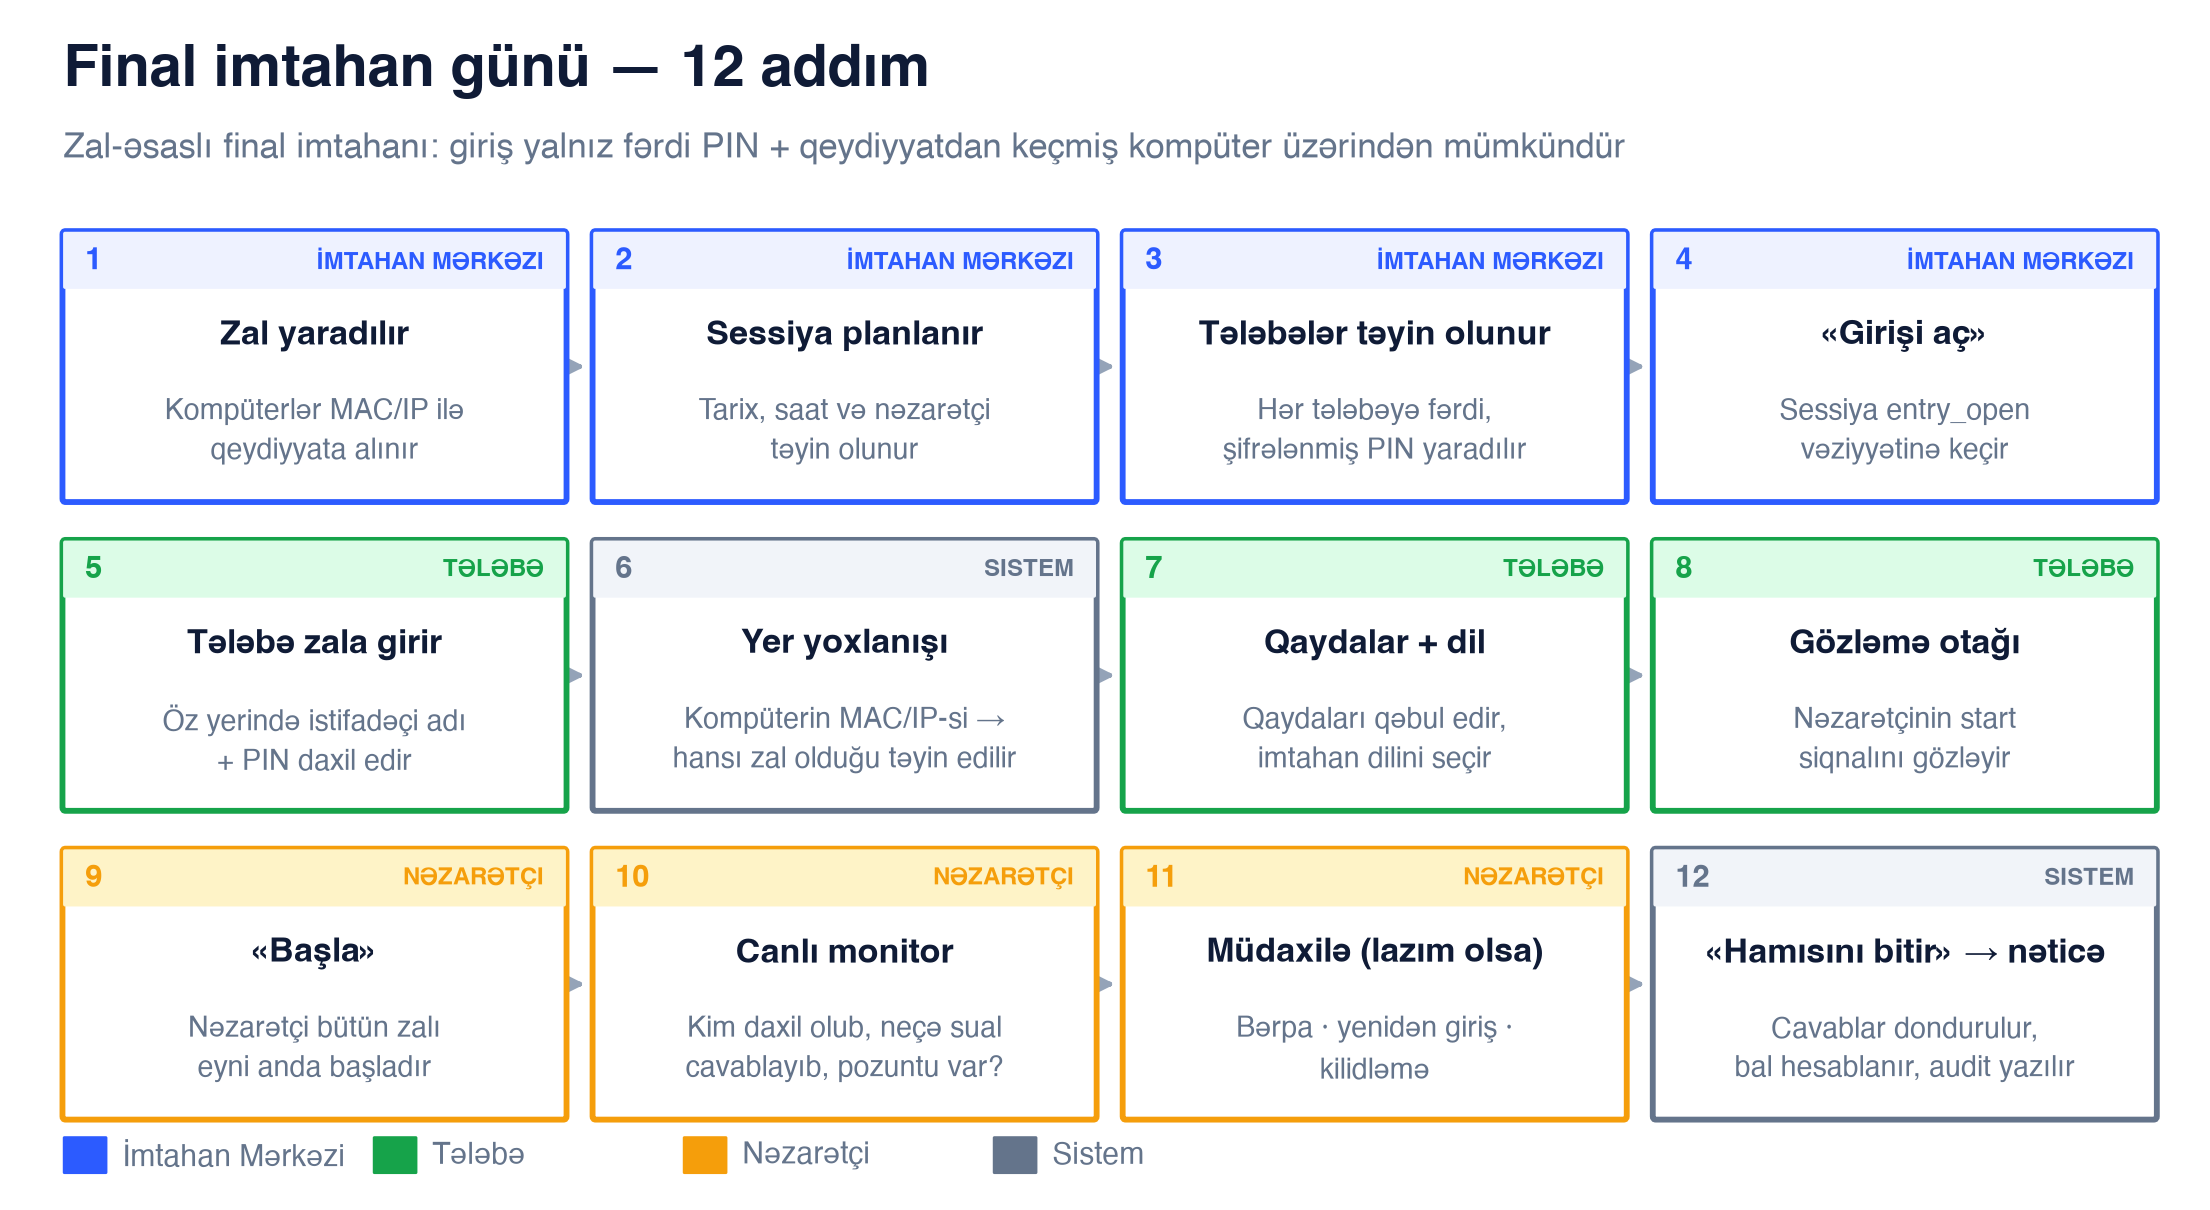 Final imtahan günü — 12 addım
Zal-əsaslı final imtahanı: giriş yalnız fərdi PIN + qeydiyyatdan keçmiş kompüter üzərindən mümkündür
1 İMTAHAN MƏRKƏZI
Zal yaradılır
Kompüterlər MAC/IP ilə
qeydiyyata alınır
2 İMTAHAN MƏRKƏZI
Sessiya planlanır
Tarix, saat və nəzarətçi
təyin olunur
3 İMTAHAN MƏRKƏZI
Tələbələr təyin olunur
Hər tələbəyə fərdi,
şifrələnmiş PIN yaradılır
4 İMTAHAN MƏRKƏZI
«Girişi aç»
Sessiya entry_open
vəziyyətinə keçir
5 TƏLƏBƏ
Tələbə zala girir
Öz yerində istifadəçi adı
+ PIN daxil edir
6 SISTEM
Yer yoxlanışı
Kompüterin MAC/IP-si →
hansı zal olduğu təyin edilir
7 TƏLƏBƏ
Qaydalar + dil
Qaydaları qəbul edir,
imtahan dilini seçir
8 TƏLƏBƏ
Gözləmə otağı
Nəzarətçinin start
siqnalını gözləyir
9 NƏZARƏTÇI
«Başla»
Nəzarətçi bütün zalı
eyni anda başladır
10 NƏZARƏTÇI
Canlı monitor
Kim daxil olub, neçə sual
cavablayıb, pozuntu var?
11 NƏZARƏTÇI
Müdaxilə (lazım olsa)
Bərpa · yenidən giriş ·
kilidləmə
12 SISTEM
«Hamısını bitir» → nəticə
Cavablar dondurulur,
bal hesablanır, audit yazılır
İmtahan Mərkəzi
Tələbə
Nəzarətçi
Sistem